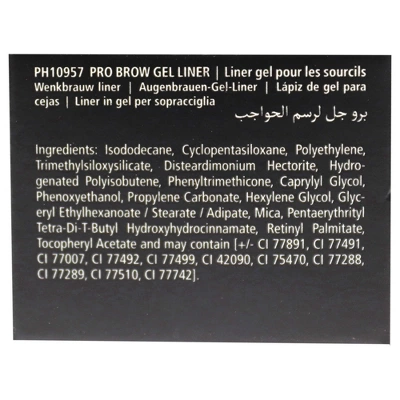 PH10957 PRO BROW GEL LINER | Liner gel pour les sourcils
Wenkbrauw liner | Augenbrauen-Gel-Liner | Lápiz de gel para
cejas | Liner in gel per sopracciglia
برو جل لرسم الحواجب
Ingredients: Isododecane, Cyclopentasiloxane, Polyethylene,
Trimethylsiloxysilicate, Disteardimonium Hectorite, Hydro-
genated Polyisobutene, Phenyltrimethicone, Caprylyl Glycol,
Phenoxyethanol, Propylene Carbonate, Hexylene Glycol, Glyc-
eryl Ethylhexanoate / Stearate / Adipate, Mica, Pentaerythrityl
Tetra-Di-T-Butyl Hydroxyhydrocinnamate, Retinyl Palmitate,
Tocopheryl Acetate and may contain [+/- CI 77891, CI 77491,
CI 77007, CI 77492, CI 77499, CI 42090, CI 75470, CI 77288,
CI 77289, CI 77510, CI 77742].